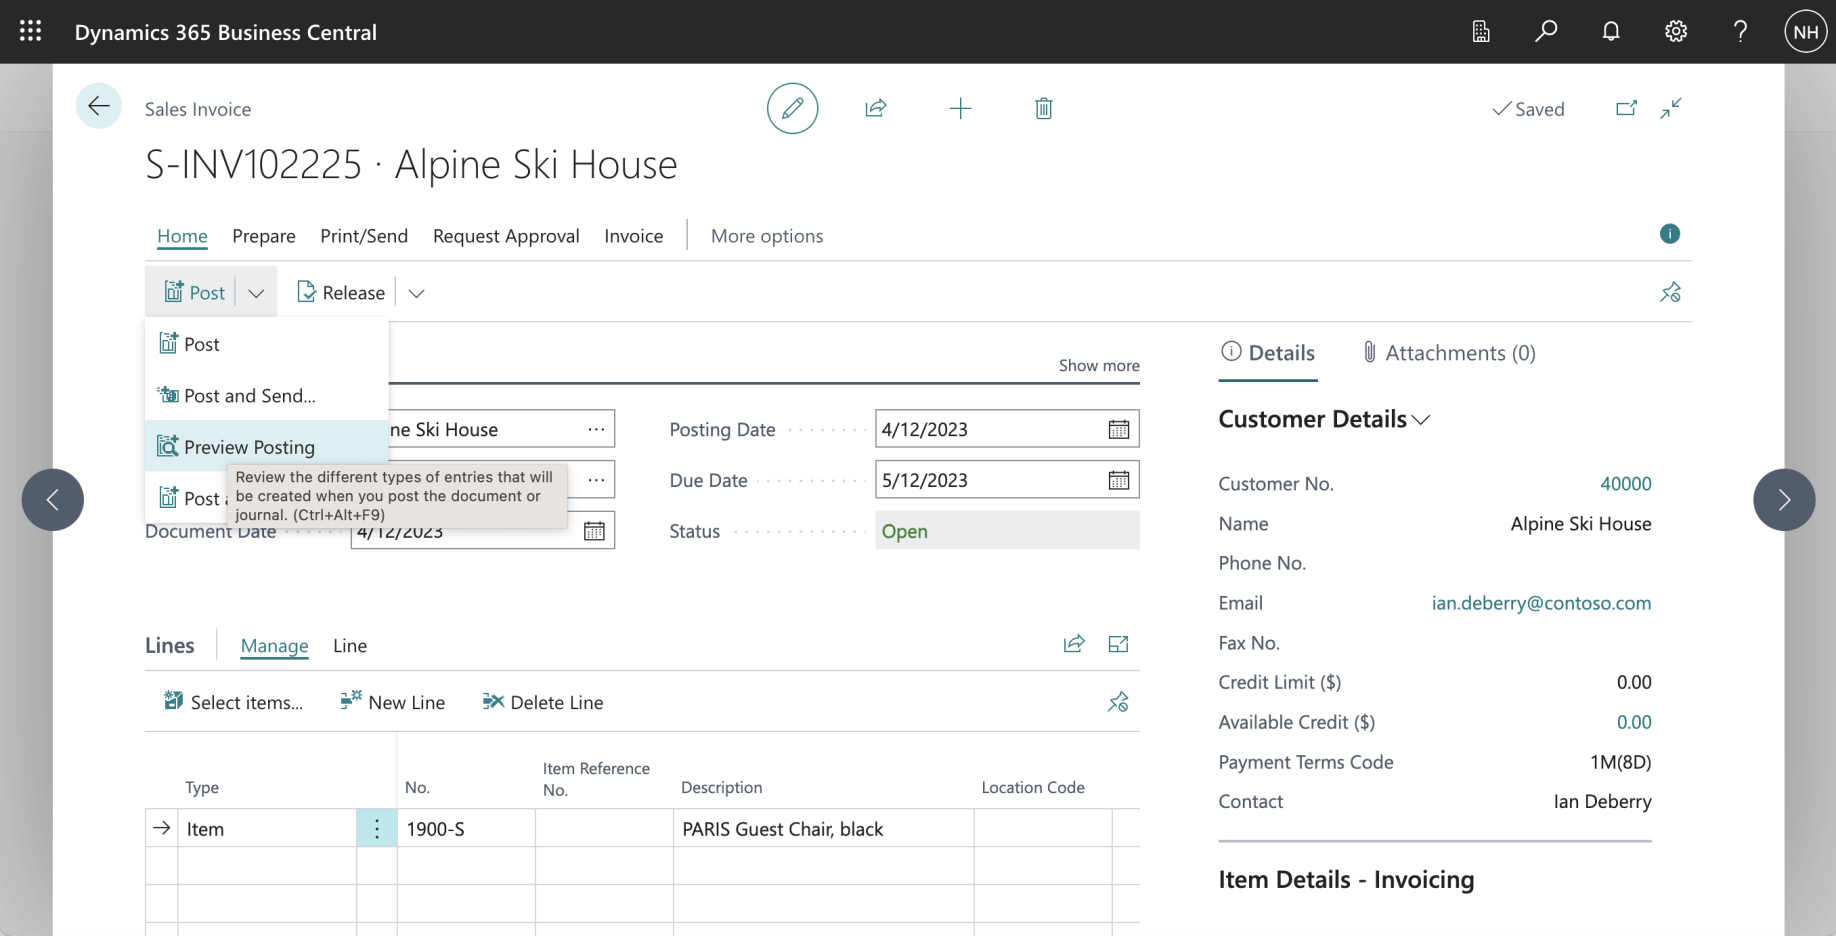 Dynamics 365 Business Central
NH
Sales Invoice
Saved
S-INV102225 · Alpine Ski House
Home Prepare Print/Send Request Approval Invoice More options
Post Release
Post
Post and Send...
Preview Posting
Post
Review the different types of entries that will
be created when you post the document or
journal. (Ctrl+Alt+F9)
Show more
ne Ski House
Document Date 4/12/2023
Posting Date 4/12/2023
Due Date 5/12/2023
Status Open
Details Attachments (0)
Customer Details
Customer No. 40000
Name Alpine Ski House
Phone No.
Email ian.deberry@contoso.com
Fax No.
Credit Limit ($) 0.00
Available Credit ($) 0.00
Payment Terms Code 1M(8D)
Contact Ian Deberry
Item Details - Invoicing
Lines Manage Line
Select items... New Line Delete Line
Type No. Item Reference No. Description Location Code
Item 1900-S PARIS Guest Chair, black